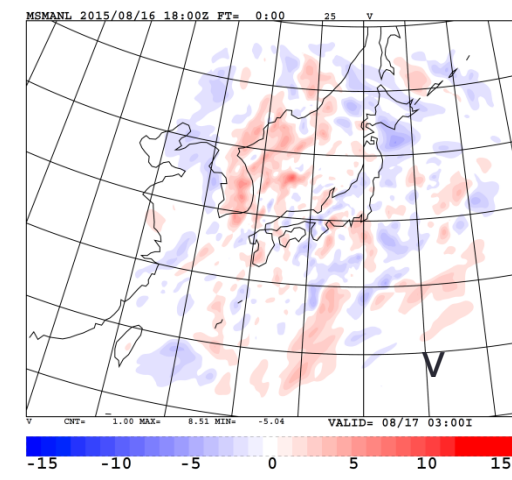 MSMANL 2015/08/16 18:00Z FT= 0:00 25 V
V
V CNT= 1.00 MAX= 8.51 MIN= -5.04 VALID= 08/17 03:00I
-15 -10 -5 0 5 10 15